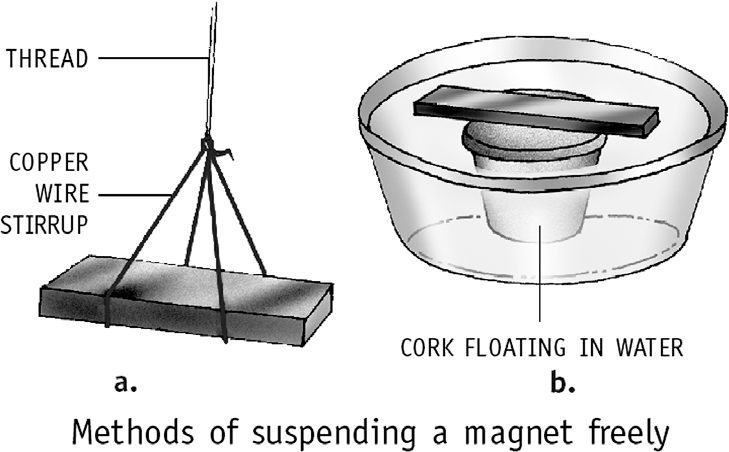 THREAD
COPPER
WIRE
STIRRUP
CORK FLOATING IN WATER
a.
b.
Methods of suspending a magnet freely